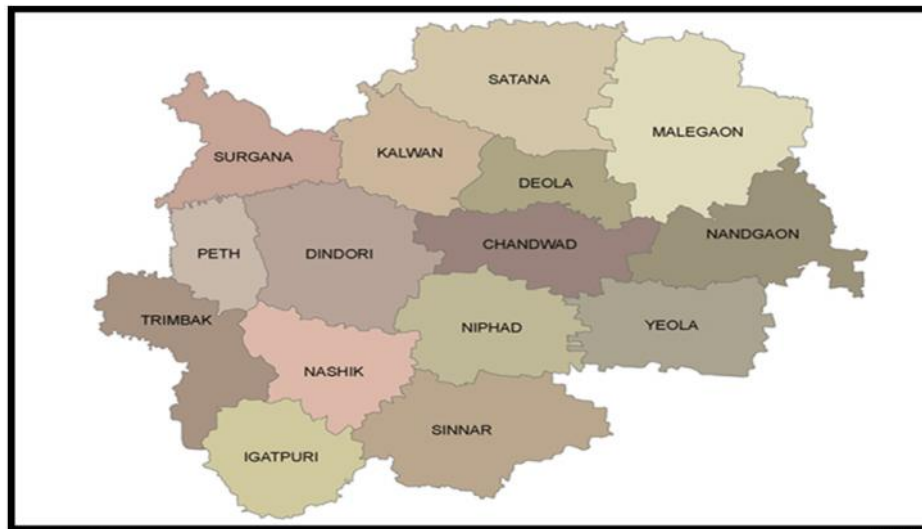 SATANA
MALEGAON
SURGANA
KALWAN
DEOLA
NANDGAON
PETH
DINDORI
CHANDWAD
TRIMBAK
NIPHAD
YEOLA
NASHIK
SINNAR
IGATPURI